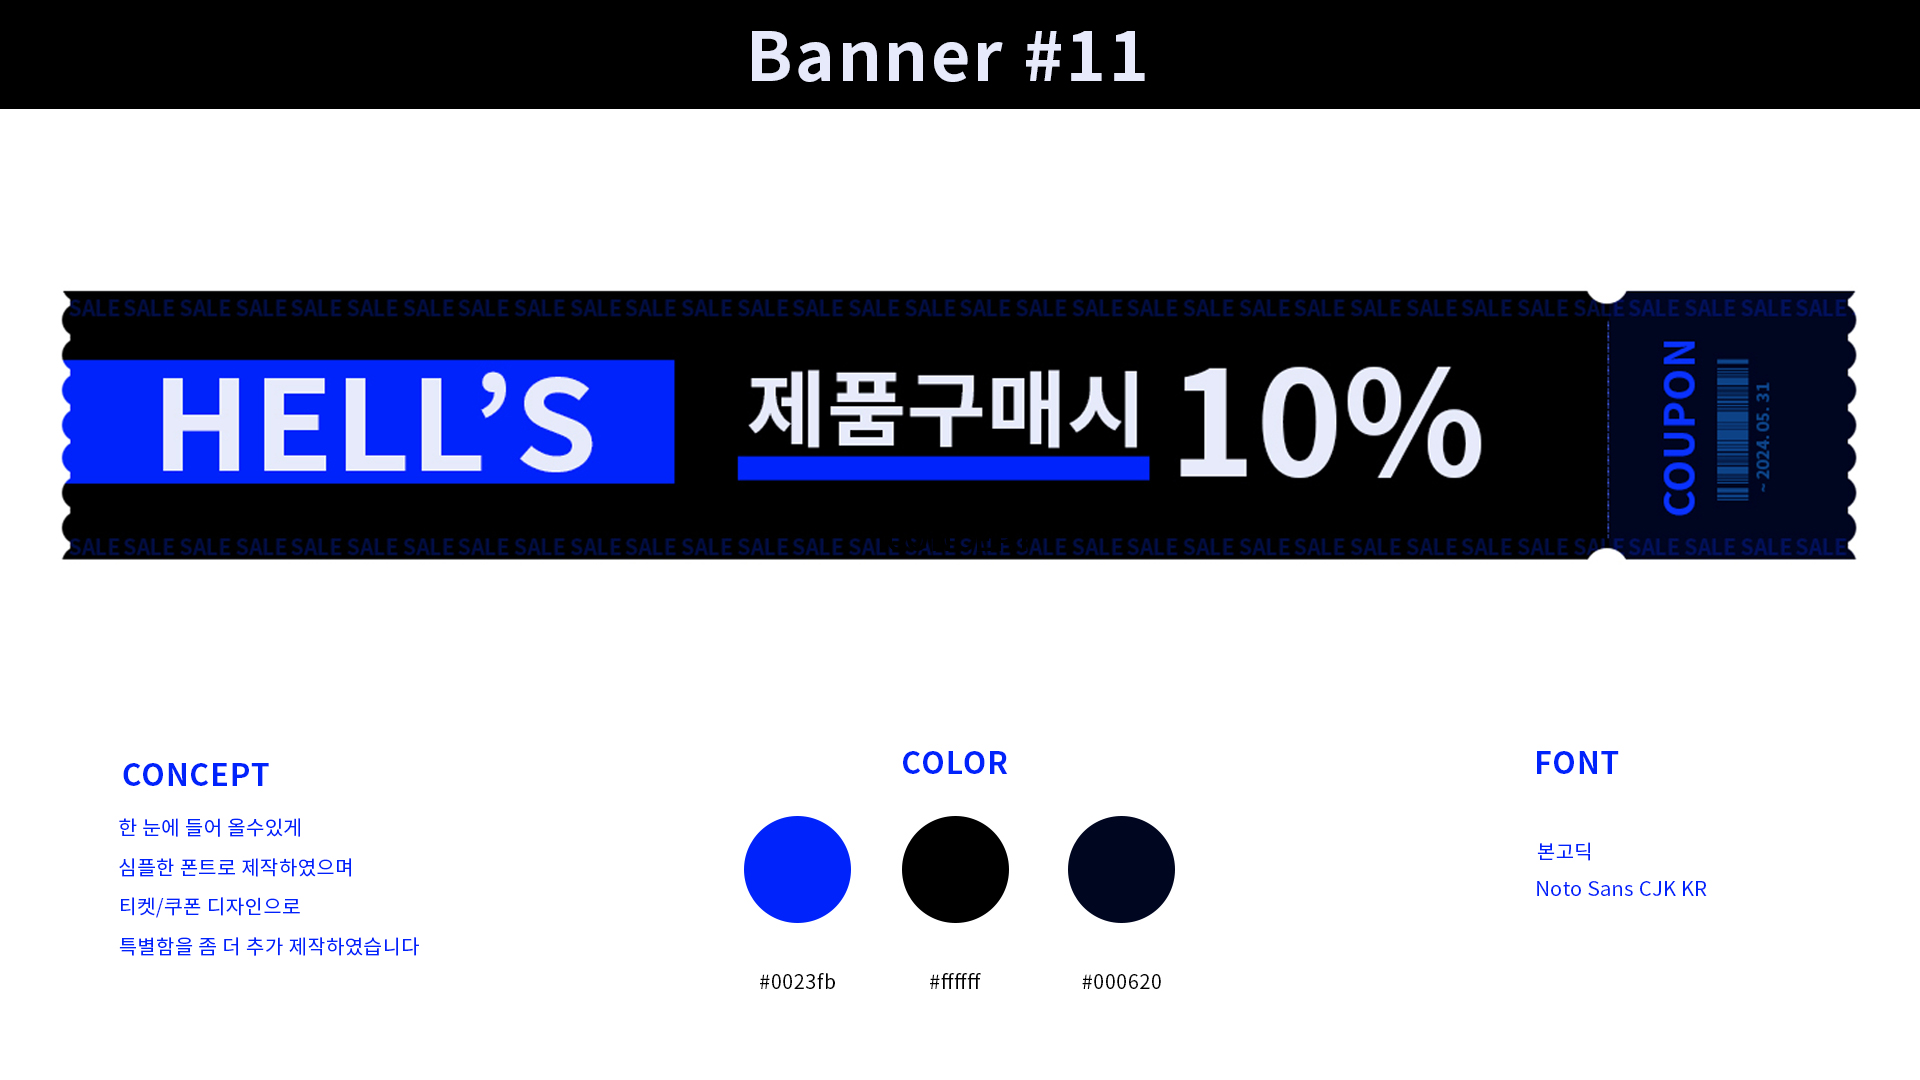 Banner #11
SALE SALE SALE SALE SALE SALE SALE SALE SALE SALE SALE SALE SALE SALE SALE SALE SALE SALE SALE SALE SALE SALE SALE SALE SALE SALE SALE SALE SALE SALE SALE SALE
HELL’S
제품구매시 10%
COUPON
~ 2024. 05. 31
SALE SALE SALE SALE SALE SALE SALE SALE SALE SALE SALE SALE SALE SALE SALE SALE SALE SALE SALE SALE SALE SALE SALE SALE SALE SALE SALE SALE SALE SALE
CONCEPT
한 눈에 들어 올수있게
심플한 폰트로 제작하였으며
티켓/쿠폰 디자인으로
특별함을 좀 더 추가 제작하였습니다
COLOR
#0023fb
#ffffff
#000620
FONT
본고딕
Noto Sans CJK KR